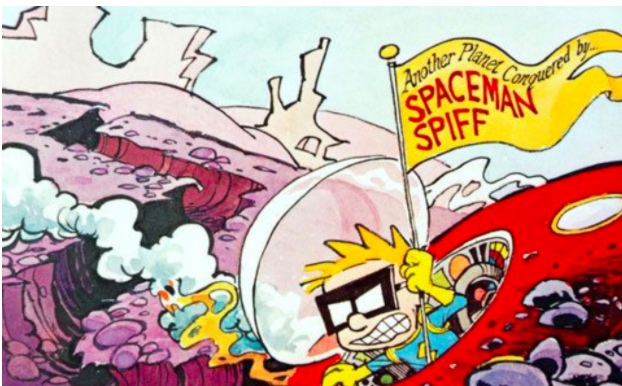 Another Planet Conquered by...
SPACEMAN
SPIFF